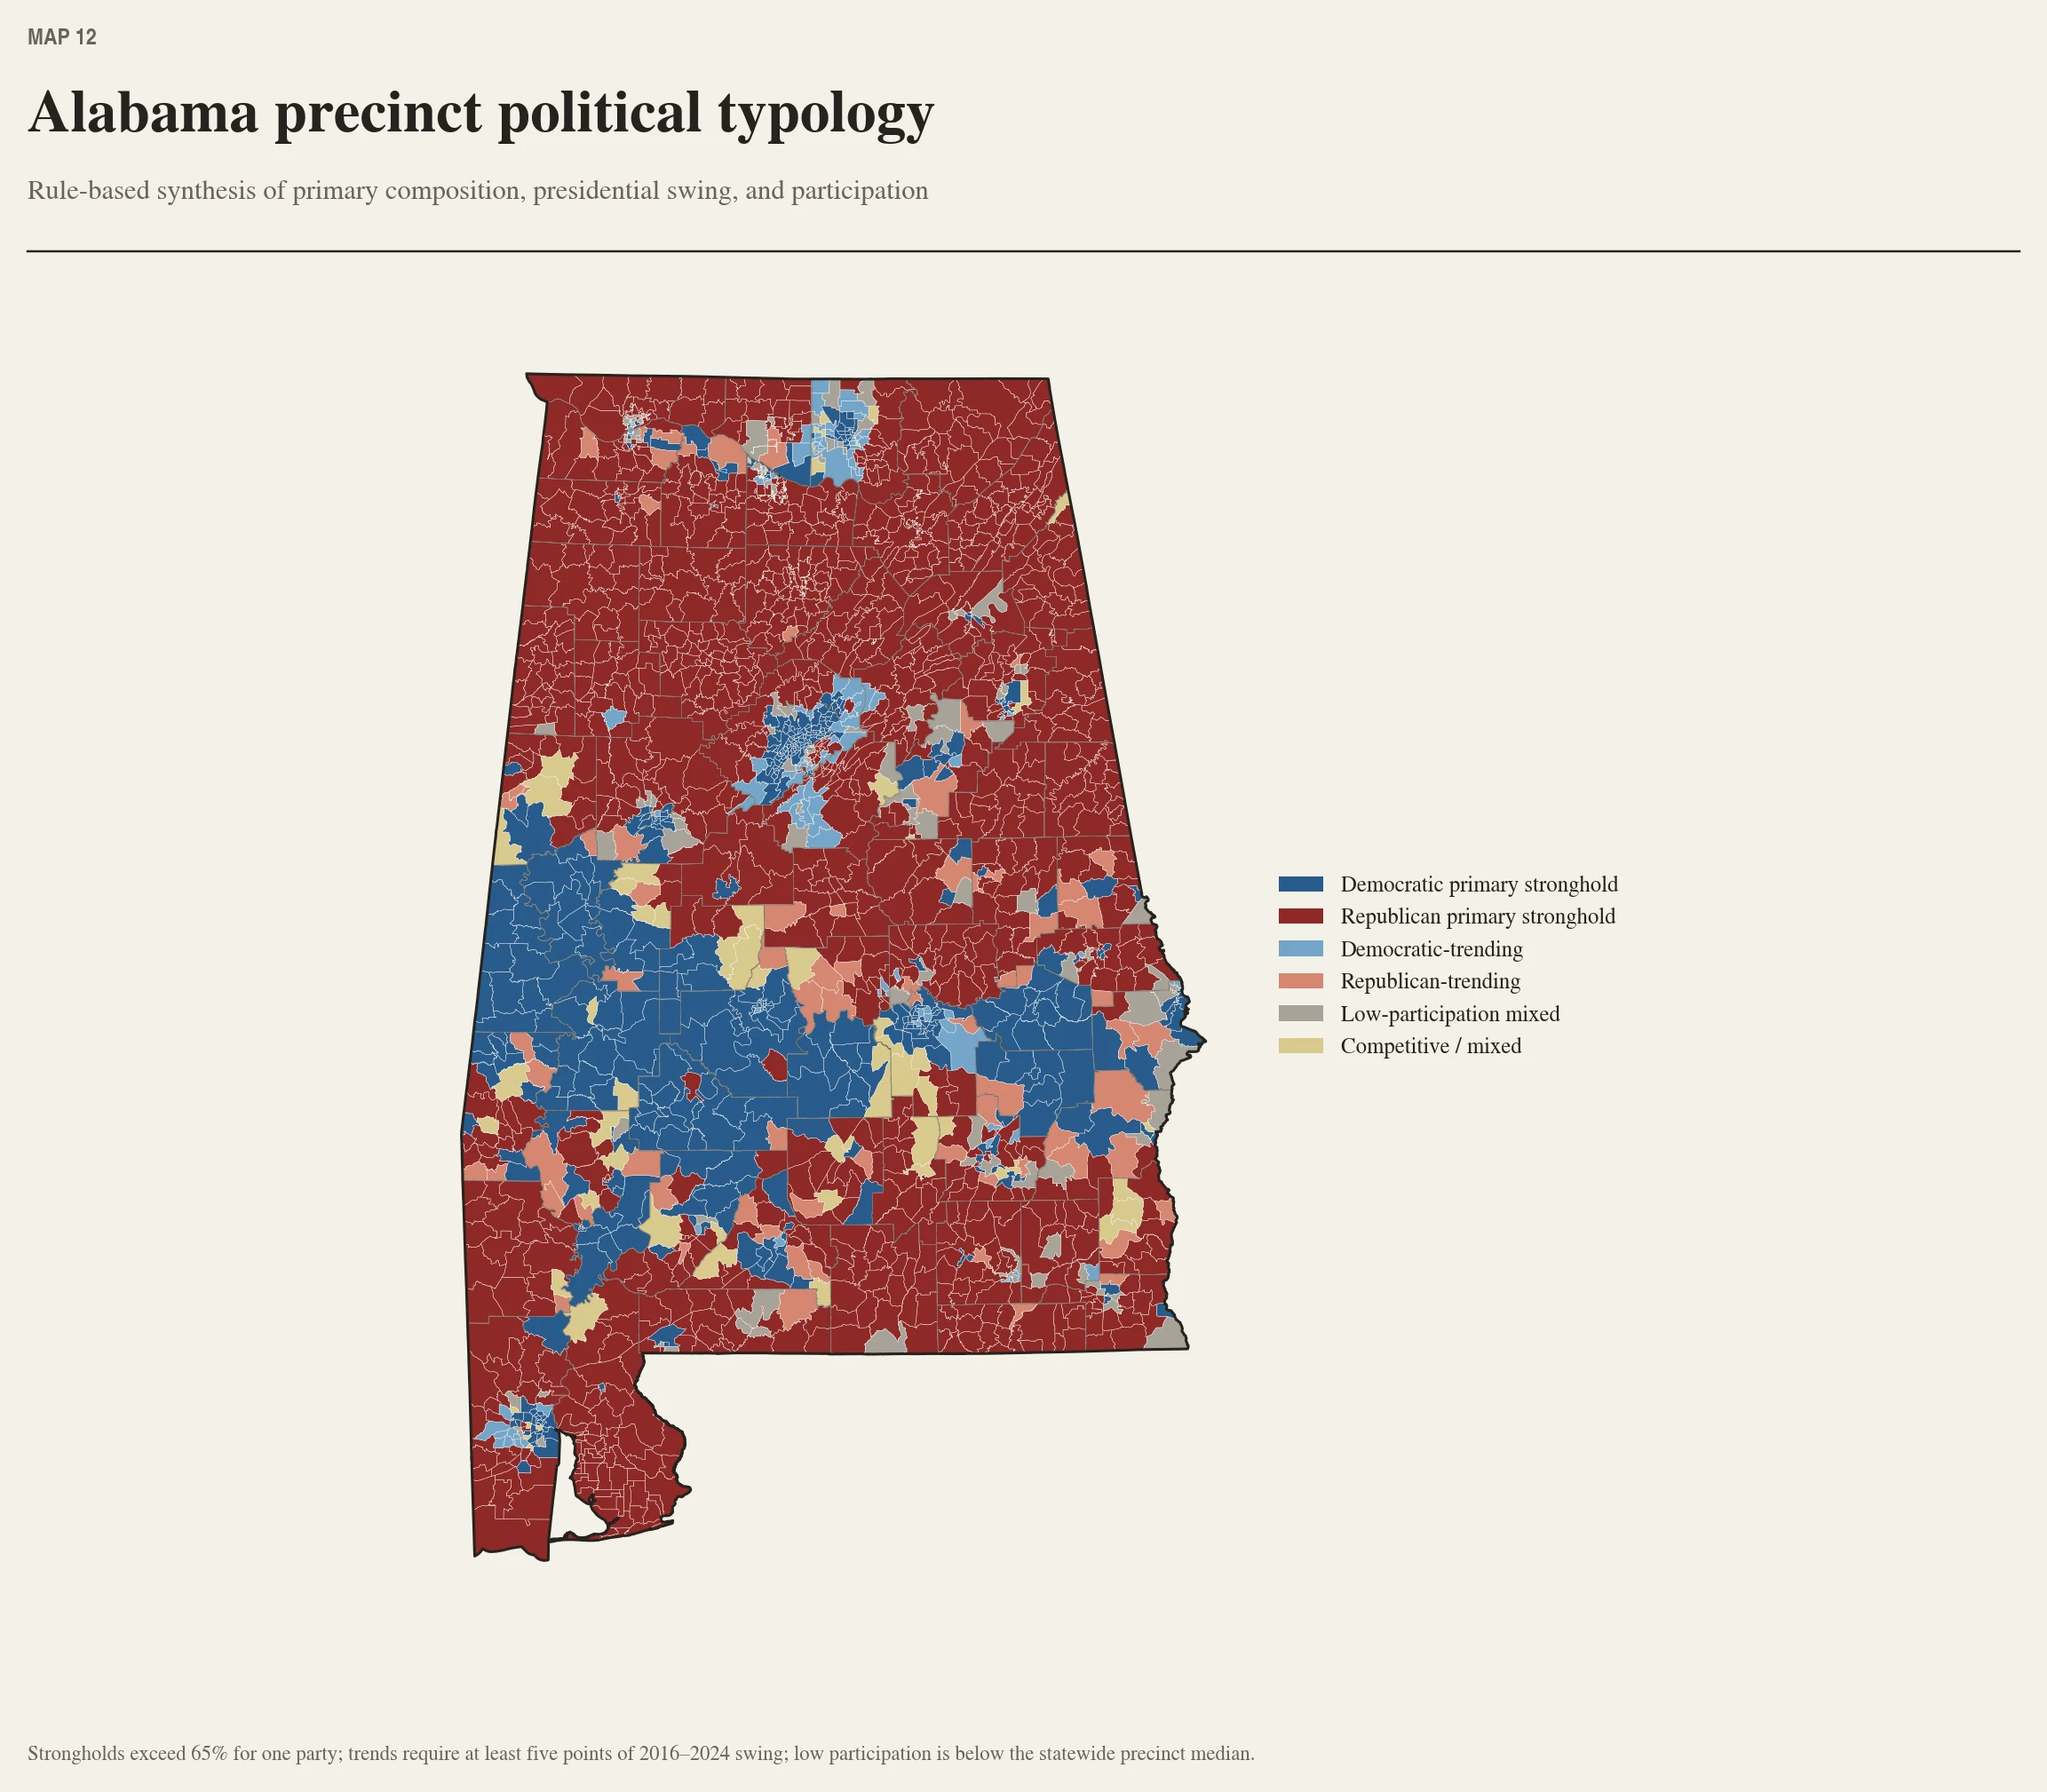 MAP 12
Alabama precinct political typology
Rule-based synthesis of primary composition, presidential swing, and participation
Democratic primary stronghold
Republican primary stronghold
Democratic-trending
Republican-trending
Low-participation mixed
Competitive / mixed
Strongholds exceed 65% for one party; trends require at least five points of 2016–2024 swing; low participation is below the statewide precinct median.